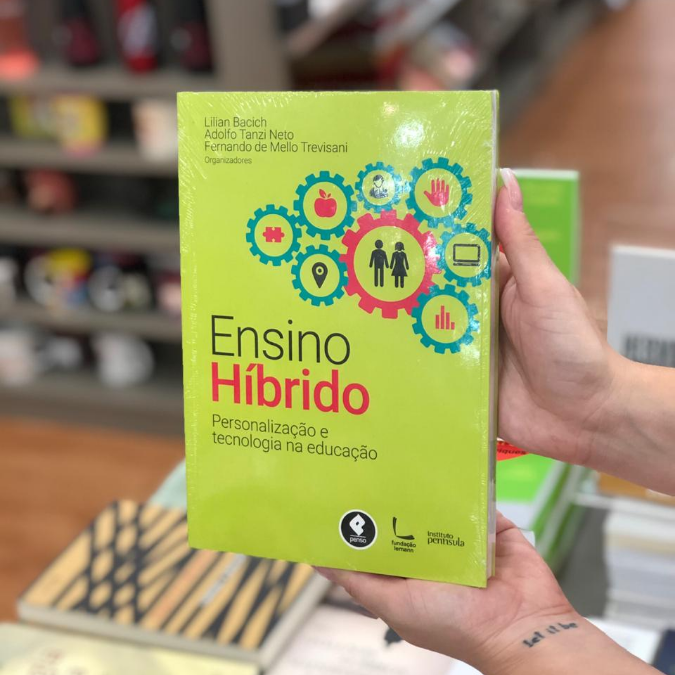 Lilian Bacich
Adolfo Tanzi Neto
Fernando de Mello Trevisani
Organizadores
Ensino
Híbrido
Personalização e
tecnologia na educação
penso
fundação
lemann
instituto
península